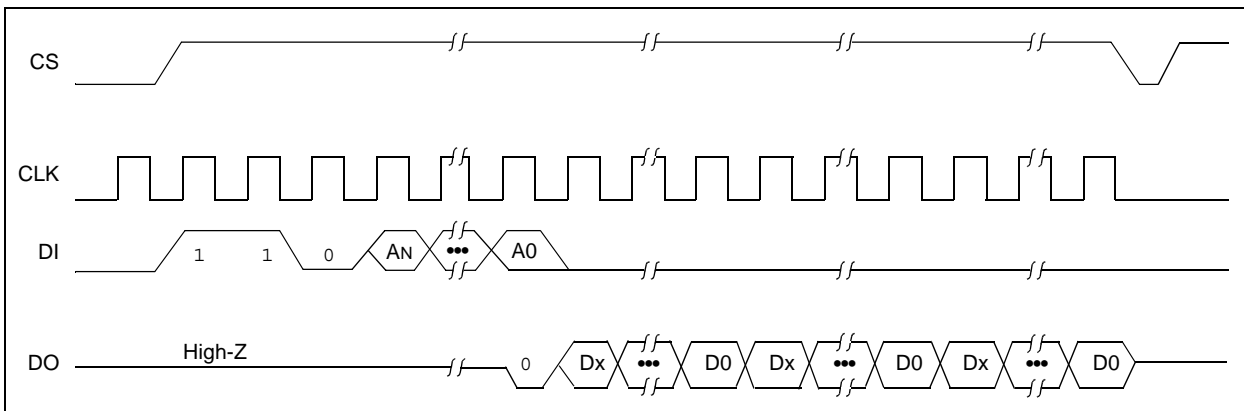 CS
CLK
DI 1 1 0 AN ••• A0
High-Z
DO 0 Dx ••• D0 Dx ••• D0 Dx ••• D0